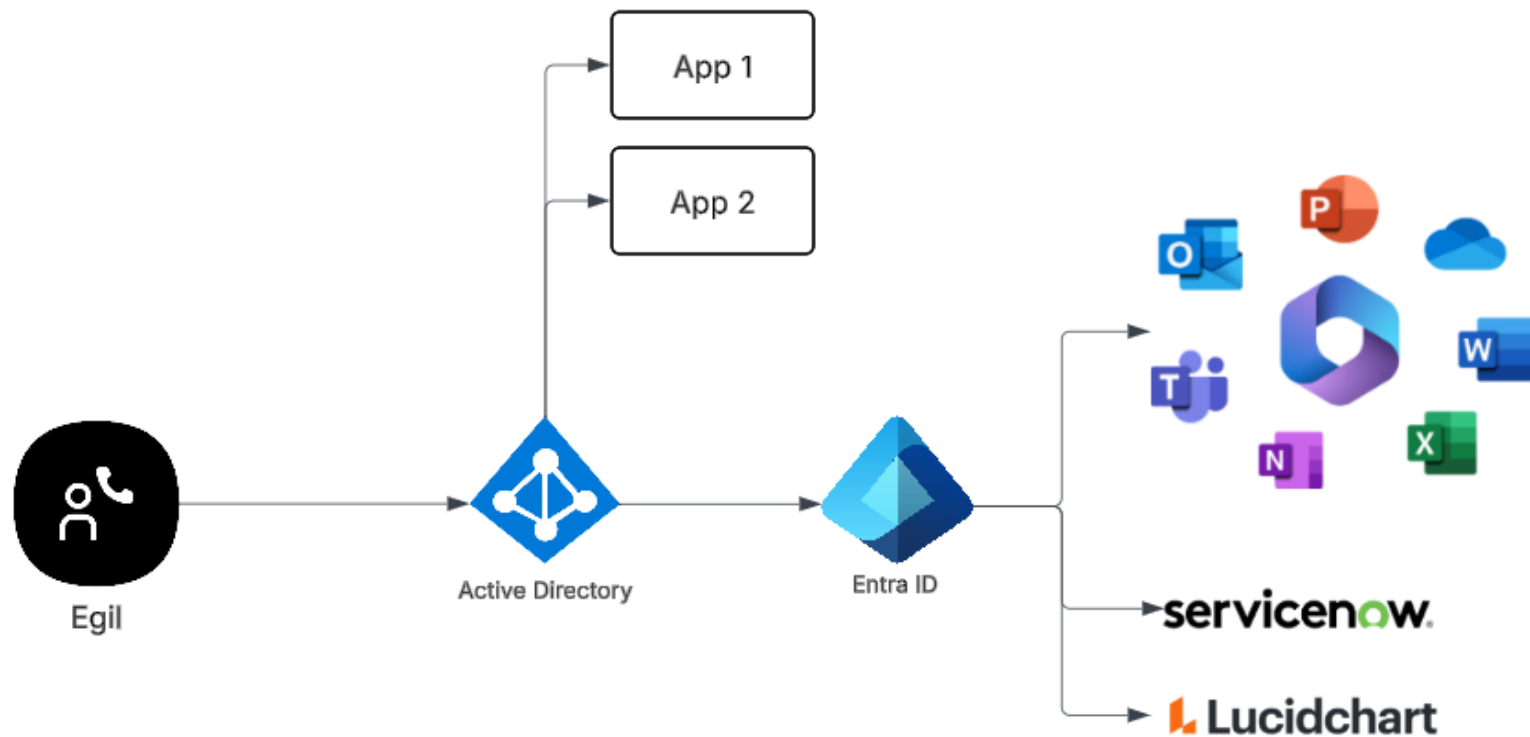 App 1
App 2
P
O
W
T
X
N
Egil
Active Directory
Entra ID
servicenow.
Lucidchart